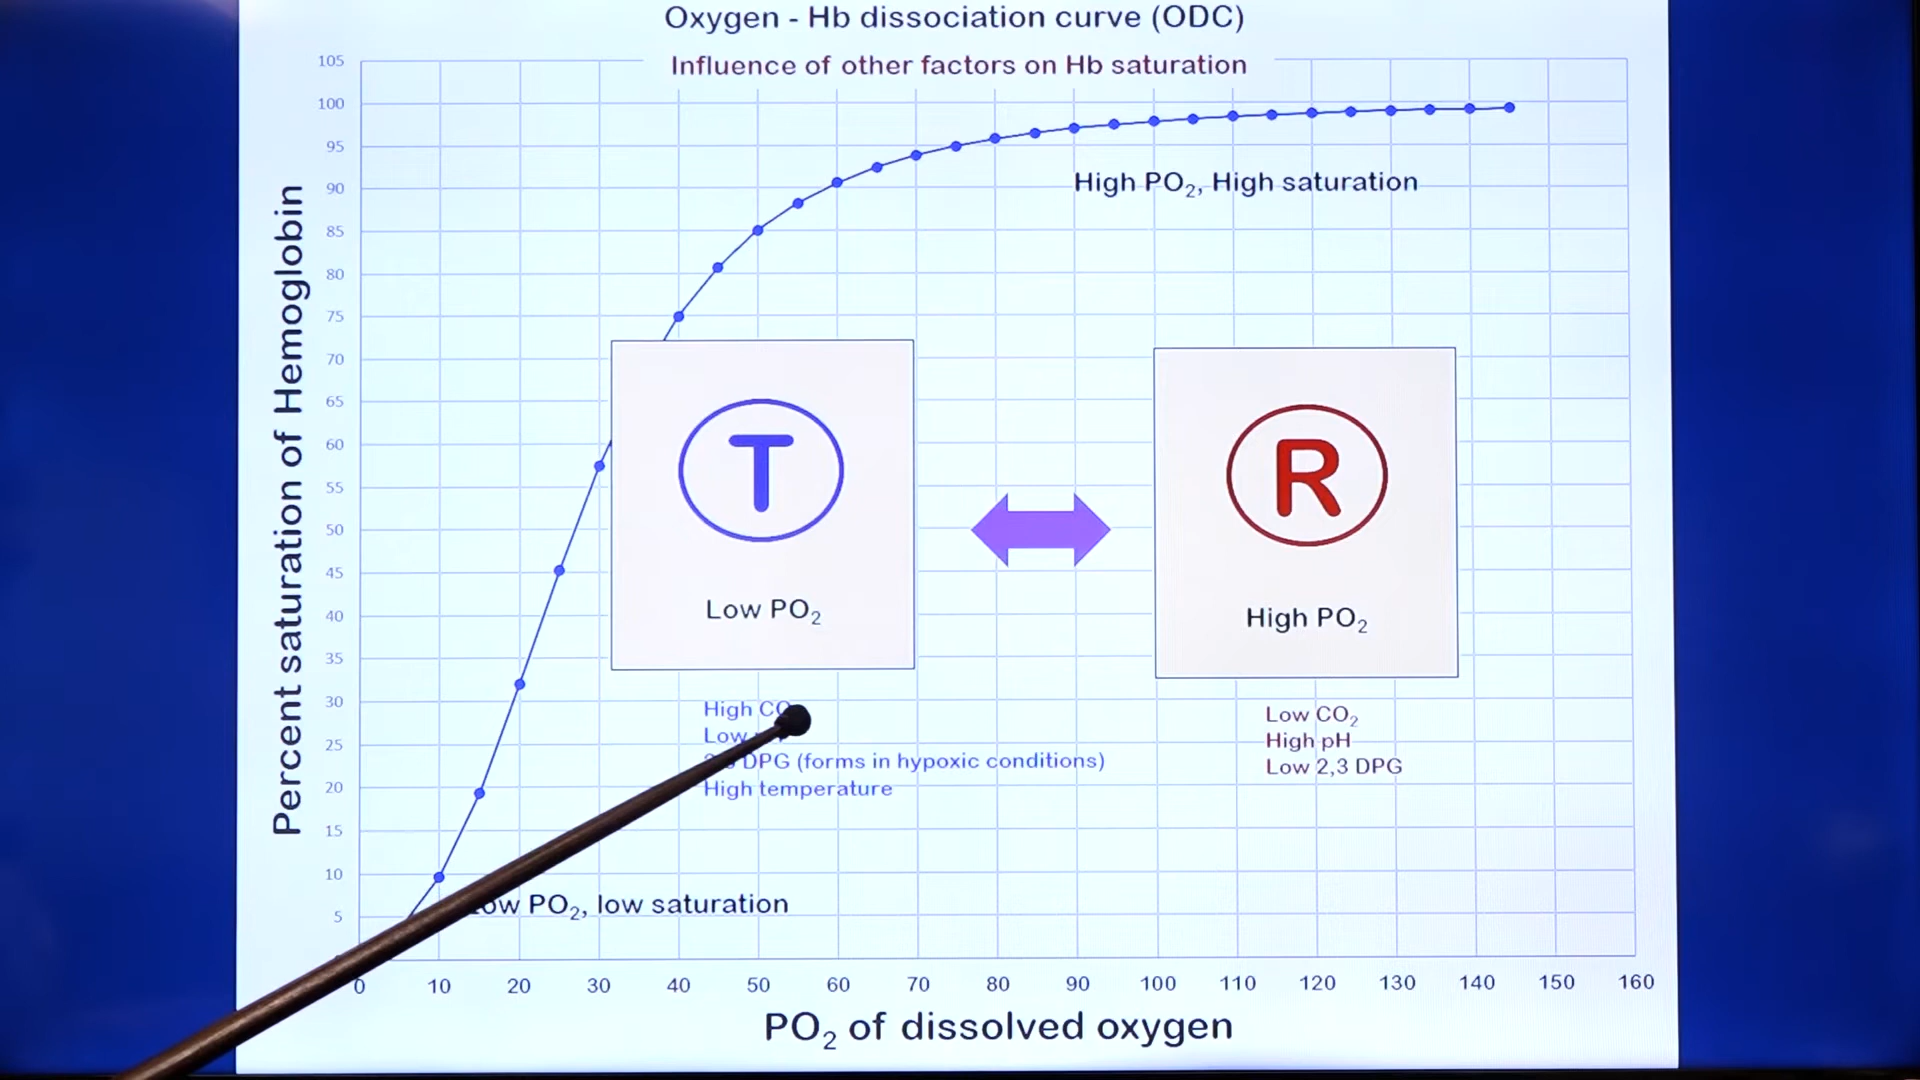 Oxygen - Hb dissociation curve (ODC)
Influence of other factors on Hb saturation
Percent saturation of Hemoglobin
105
100
95
90
85
80
75
70
65
60
55
50
45
40
35
30
25
20
15
10
5
High PO₂, High saturation
T
Low PO₂
R
High PO₂
High
Low
DPG (forms in hypoxic conditions)
High temperature
Low CO₂
High pH
Low 2,3 DPG
PO₂, low saturation
0 10 20 30 40 50 60 70 80 90 100 110 120 130 140 150 160
PO₂ of dissolved oxygen